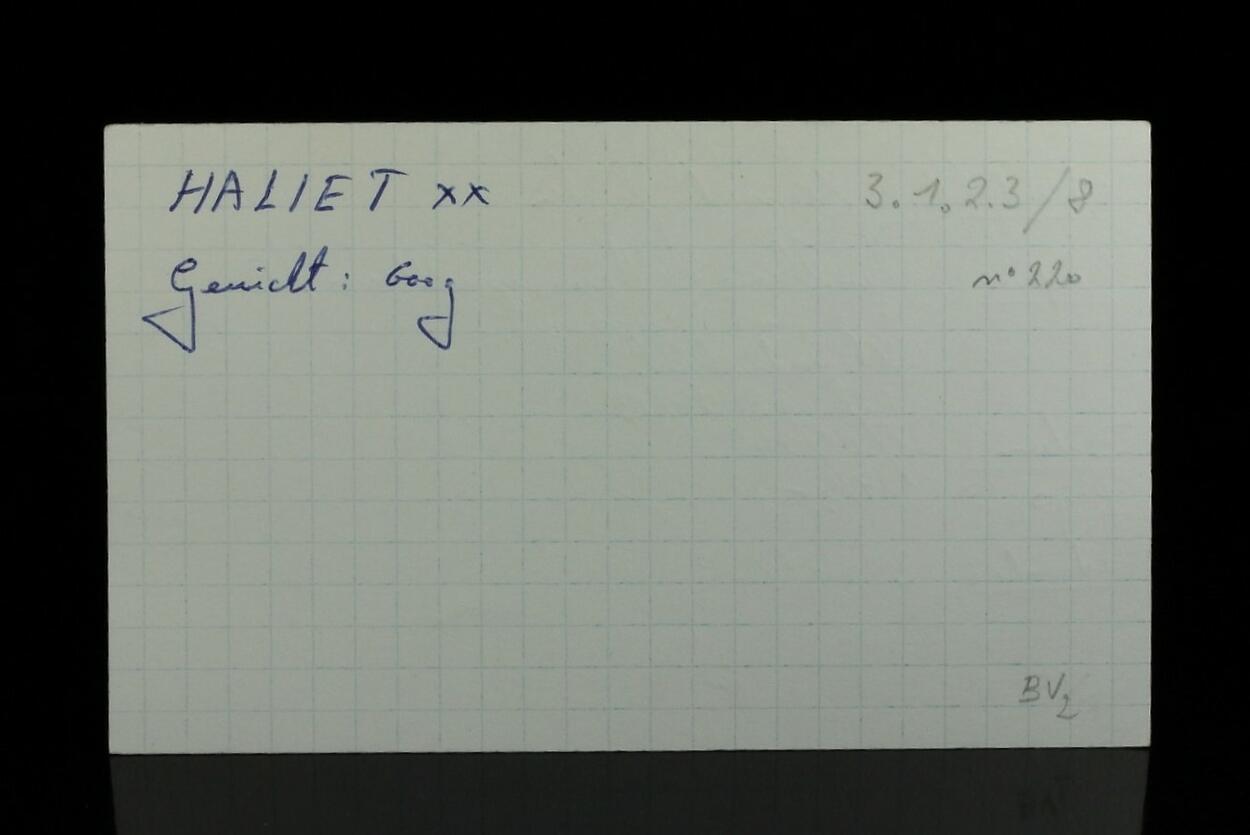 HALIET xx
3.1.2.3/8
Gewicht: 600g
n° 220
BV2